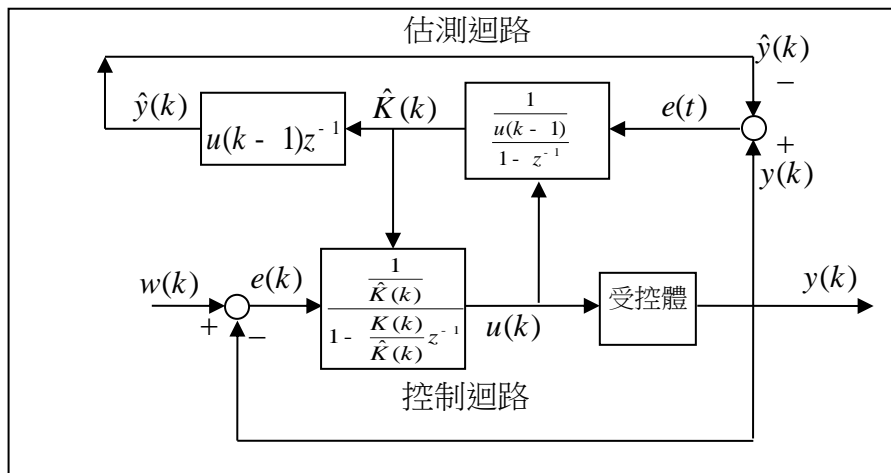 估測迴路
ŷ(k)
−
ŷ(k)
u(k - 1)z⁻¹
K̂(k)
1
u(k - 1)
1 - z⁻¹
e(t)
+
y(k)
w(k)
+
−
e(k)
1
K̂(k)
1 - K(k)
K̂(k) z⁻¹
u(k)
受控體
y(k)
控制迴路